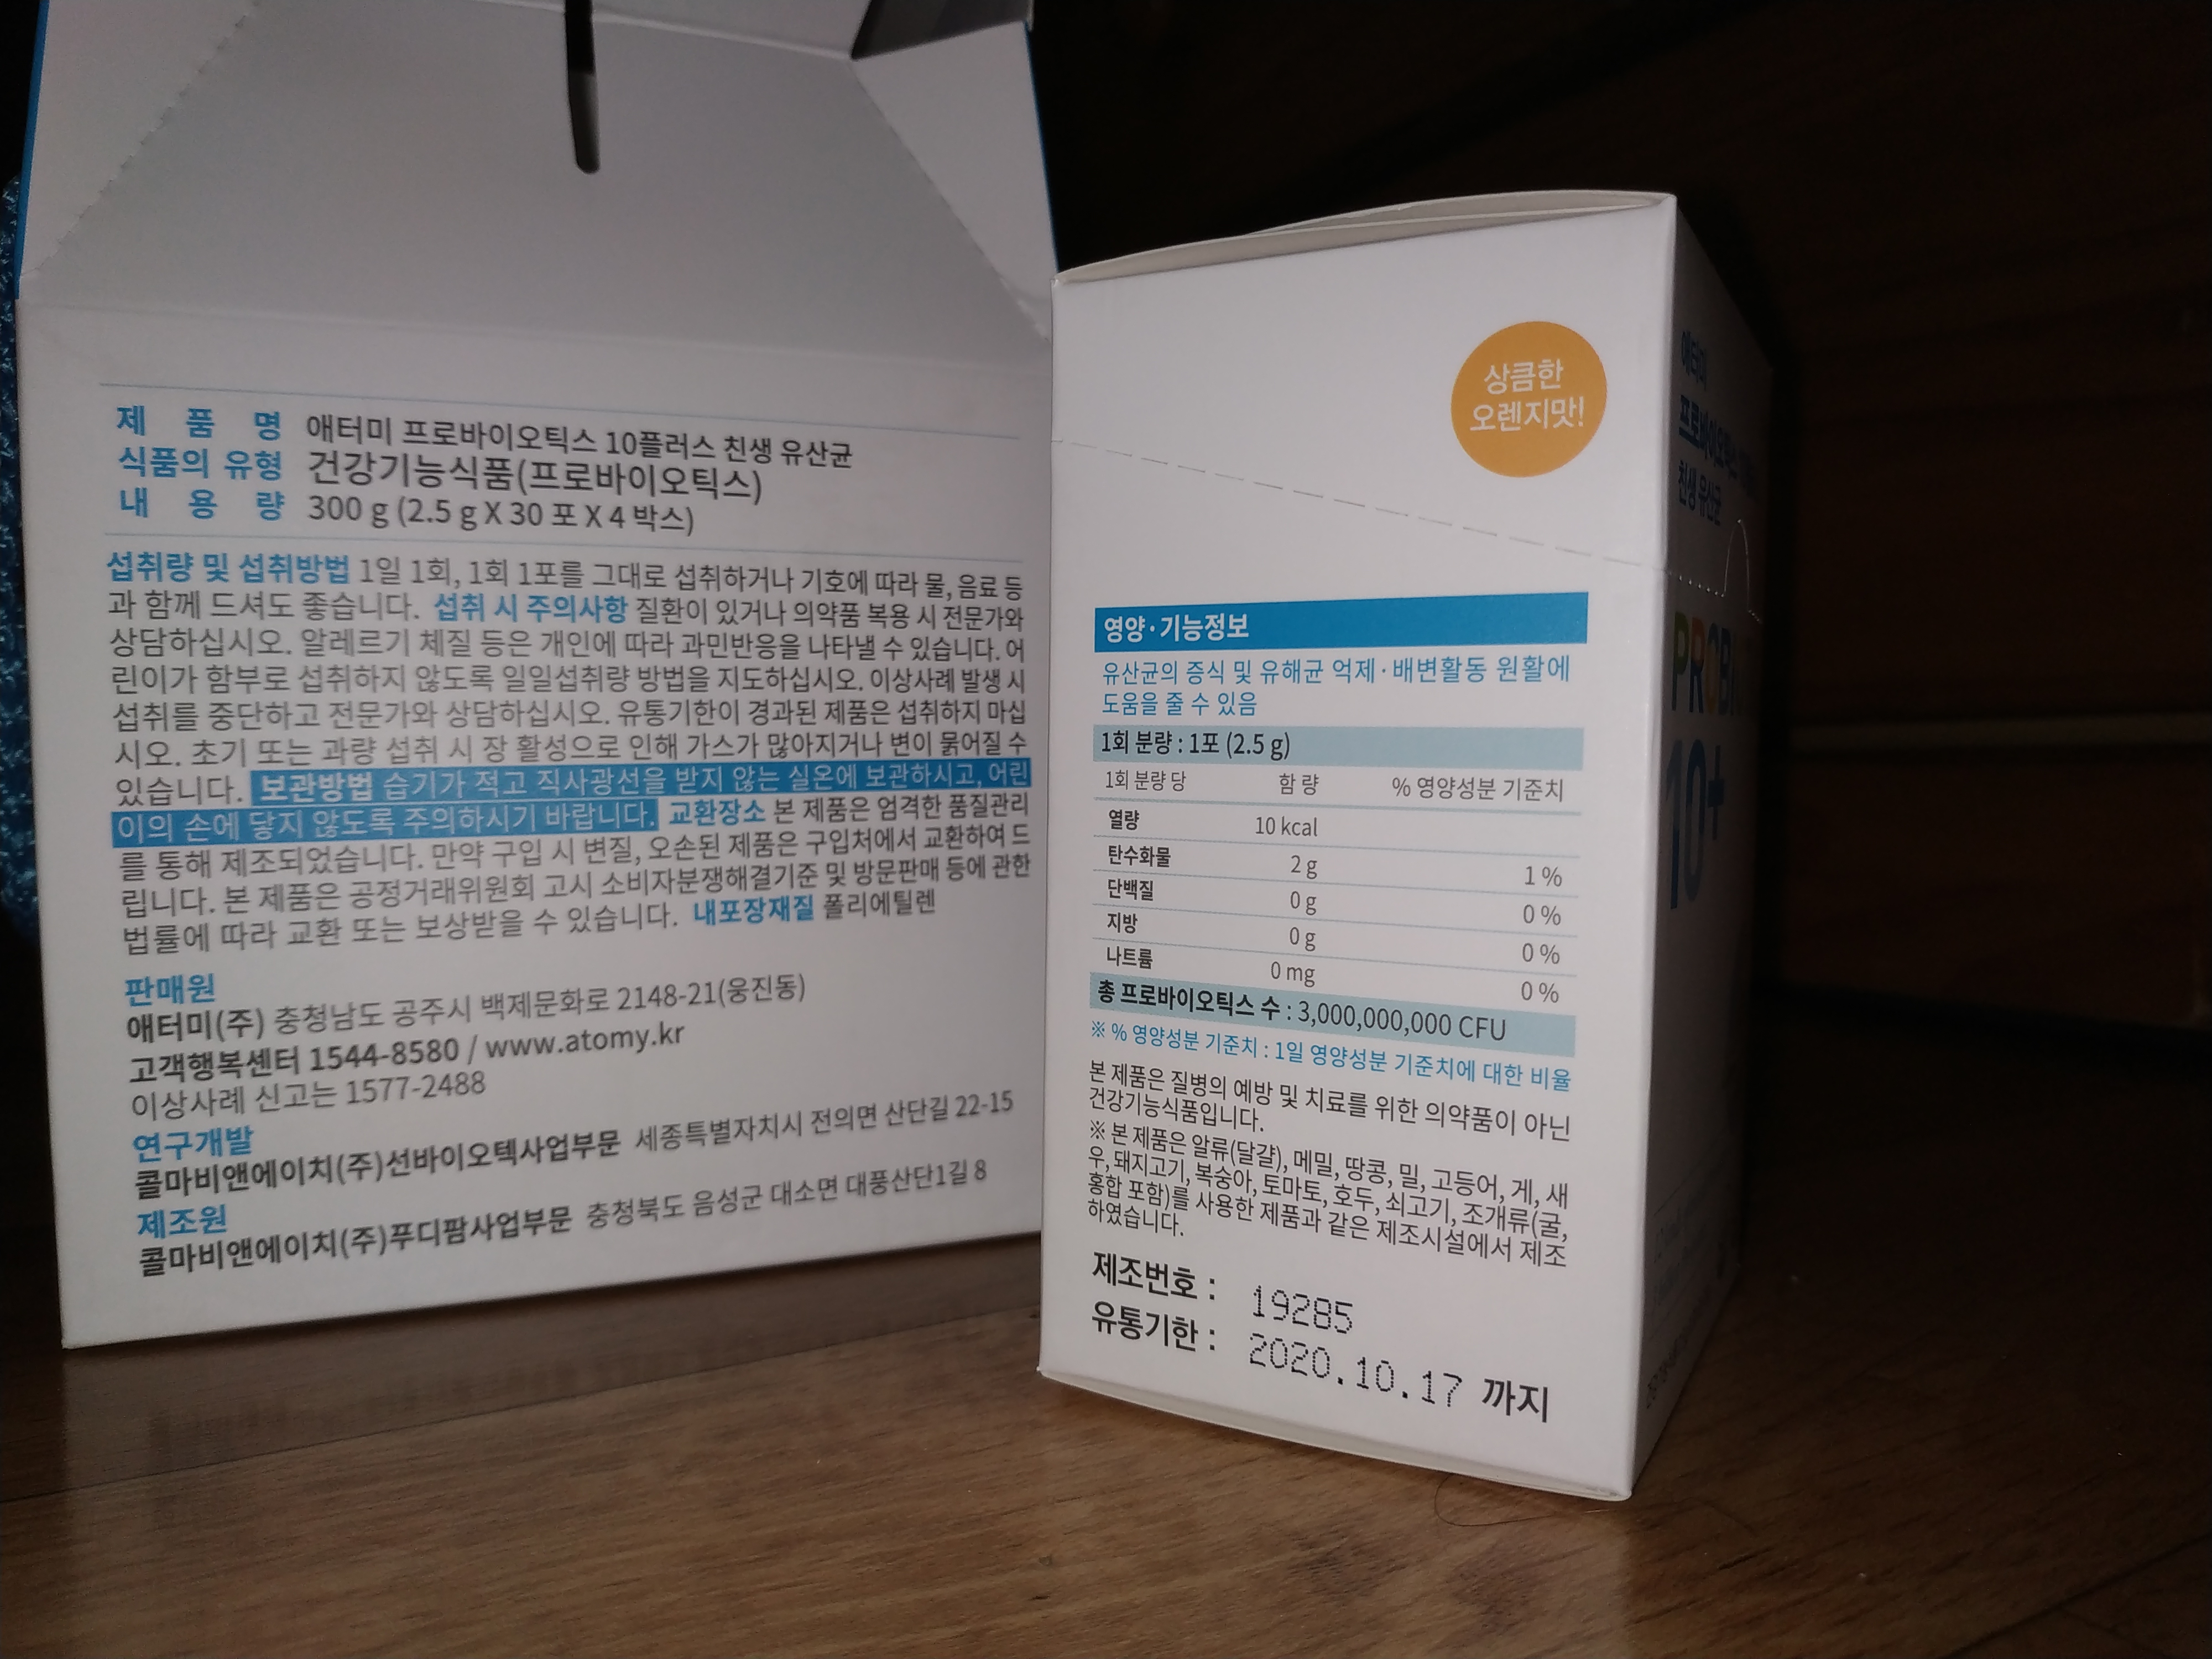 제 품 명 애터미 프로바이오틱스 10플러스 친생 유산균
식품의 유형 건강기능식품(프로바이오틱스)
내 용 량 300 g (2.5 g X 30 포 X 4 박스)
섭취량 및 섭취방법 1일 1회, 1회 1포를 그대로 섭취하거나 기호에 따라 물, 음료 등
과 함께 드셔도 좋습니다. 섭취 시 주의사항 질환이 있거나 의약품 복용 시 전문가와
상담하십시오. 알레르기 체질 등은 개인에 따라 과민반응을 나타낼 수 있습니다. 어
린이가 함부로 섭취하지 않도록 일일섭취량 방법을 지도하십시오. 이상사례 발생 시
섭취를 중단하고 전문가와 상담하십시오. 유통기한이 경과된 제품은 섭취하지 마십
시오. 초기 또는 과량 섭취 시 장 활성으로 인해 가스가 많아지거나 변이 묽어질 수
있습니다. 보관방법 습기가 적고 직사광선을 받지 않는 실온에 보관하시고, 어린
이의 손에 닿지 않도록 주의하시기 바랍니다. 교환장소 본 제품은 엄격한 품질관리
를 통해 제조되었습니다. 만약 구입 시 변질, 오손된 제품은 구입처에서 교환하여 드
립니다. 본 제품은 공정거래위원회 고시 소비자분쟁해결기준 및 방문판매 등에 관한
법률에 따라 교환 또는 보상받을 수 있습니다. 내포장재질 폴리에틸렌
판매원
애터미(주) 충청남도 공주시 백제문화로 2148-21(웅진동)
고객행복센터 1544-8580 / www.atomy.kr
이상사례 신고는 1577-2488
연구개발
콜마비앤에이치(주)선바이오텍사업부문 세종특별자치시 전의면 산단길 22-15
제조원
콜마비앤에이치(주)푸디팜사업부문 충청북도 음성군 대소면 대풍산단1길 8
상큼한
오렌지맛!
영양·기능정보
유산균의 증식 및 유해균 억제·배변활동 원활에
도움을 줄 수 있음
1회 분량 : 1포 (2.5 g)
1회 분량 당 함 량 % 영양성분 기준치
열량 10 kcal
탄수화물 2 g 1 %
단백질 0 g 0 %
지방 0 g 0 %
나트륨 0 mg 0 %
총 프로바이오틱스 수 : 3,000,000,000 CFU
※ % 영양성분 기준치 : 1일 영양성분 기준치에 대한 비율
본 제품은 질병의 예방 및 치료를 위한 의약품이 아닌
건강기능식품입니다.
※ 본 제품은 알류(달걀), 메밀, 땅콩, 밀, 고등어, 게, 새
우, 돼지고기, 복숭아, 토마토, 호두, 쇠고기, 조개류(굴,
홍합 포함)를 사용한 제품과 같은 제조시설에서 제조
하였습니다.
제조번호 : 19285
유통기한 : 2020.10.17 까지
애터미
프로바이오틱스
친생 유산균
PROBI
10+